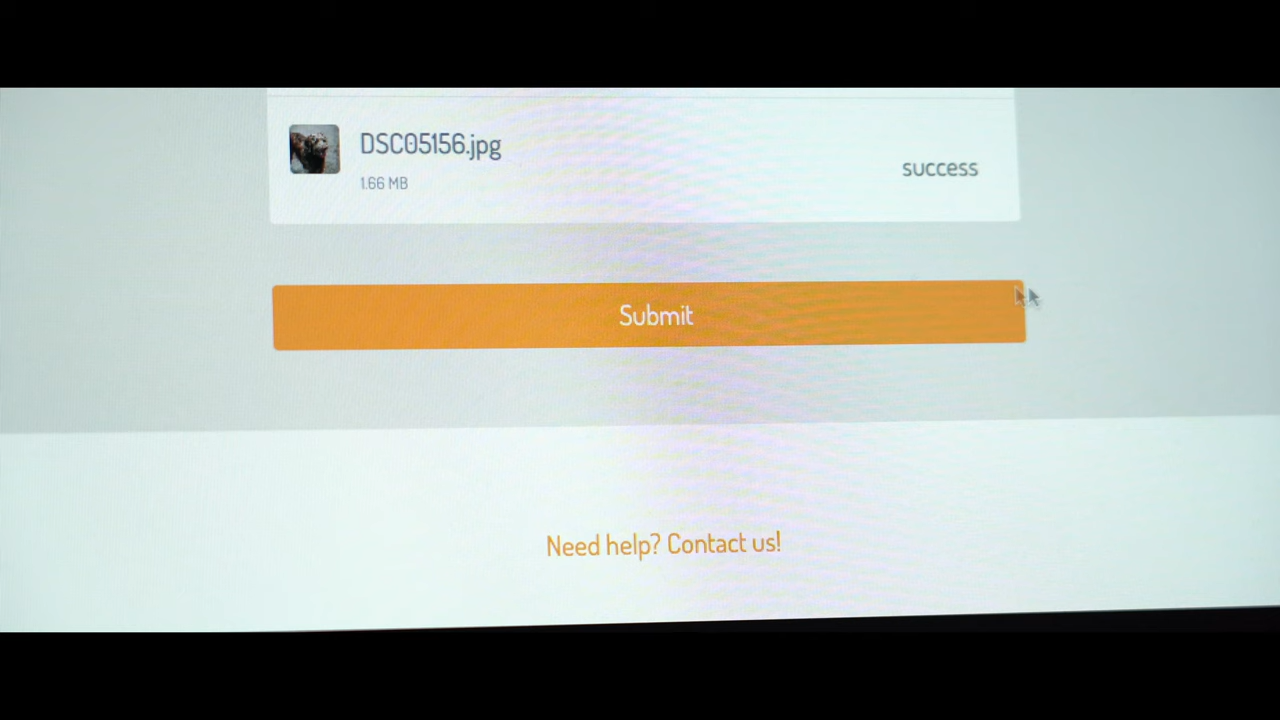 DSC05156.jpg
1.66 MB
success
Submit
Need help? Contact us!